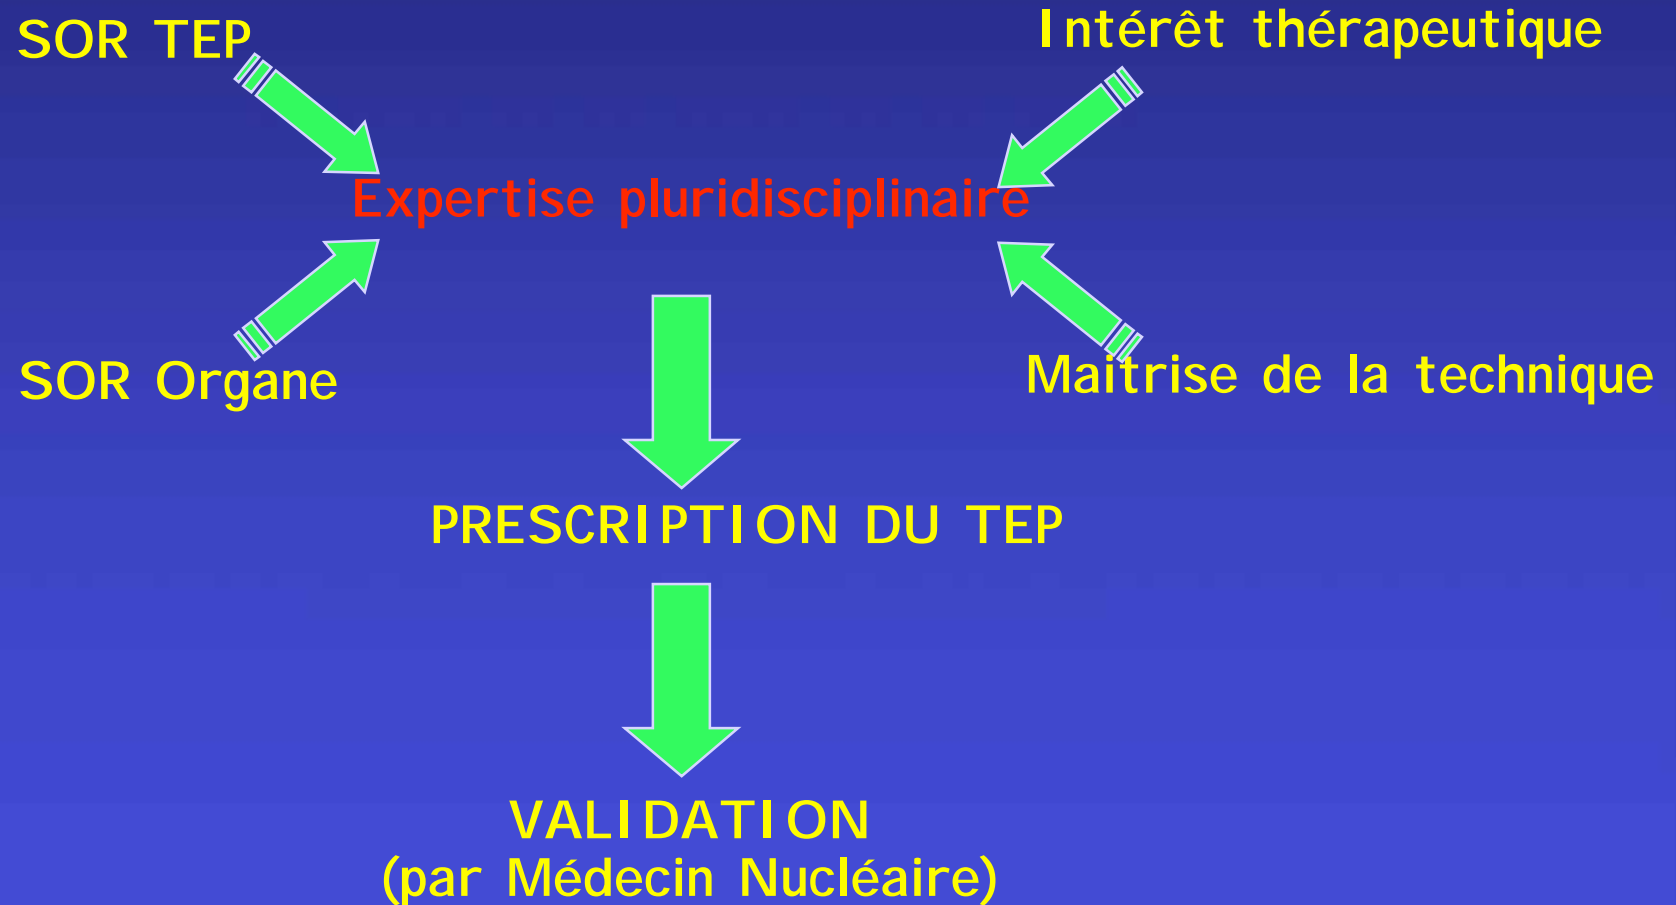 SOR TEP
Intérêt thérapeutique
Expertise pluridisciplinaire
SOR Organe
Maitrise de la technique
PRESCRIPTION DU TEP
VALIDATION
(par Médecin Nucléaire)